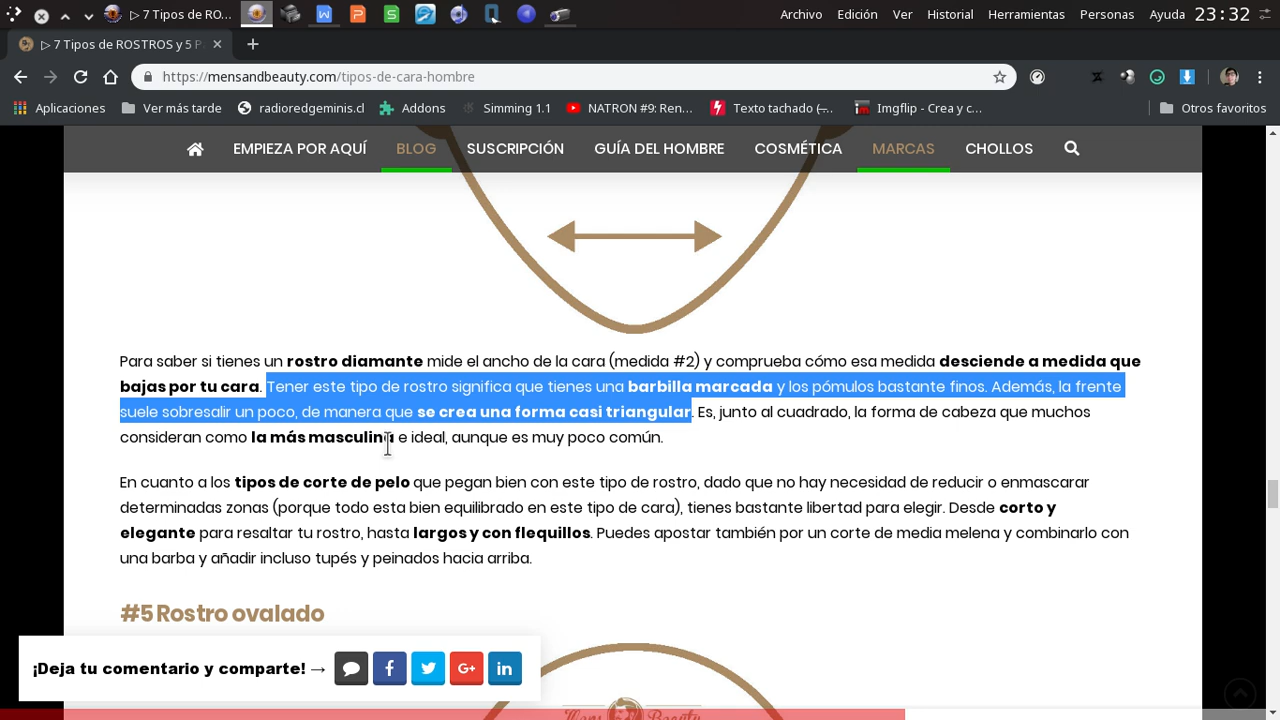 ▷ 7 Tipos de RO...
Archivo Edición Ver Historial Herramientas Personas Ayuda 23:32
▷ 7 Tipos de ROSTROS y 5 P
https://mensandbeauty.com/tipos-de-cara-hombre
Aplicaciones Ver más tarde radioredgeminis.cl Addons Simming 1.1 NATRON #9: Ren... Texto tachado (... Imgflip - Crea y c... Otros favoritos
EMPIEZA POR AQUÍ BLOG SUSCRIPCIÓN GUÍA DEL HOMBRE COSMÉTICA MARCAS CHOLLOS
Para saber si tienes un rostro diamante mide el ancho de la cara (medida #2) y comprueba cómo esa medida desciende a medida que
bajas por tu cara. Tener este tipo de rostro significa que tienes una barbilla marcada y los pómulos bastante finos. Además, la frente
suele sobresalir un poco, de manera que se crea una forma casi triangular. Es, junto al cuadrado, la forma de cabeza que muchos
consideran como la más masculina e ideal, aunque es muy poco común.
En cuanto a los tipos de corte de pelo que pegan bien con este tipo de rostro, dado que no hay necesidad de reducir o enmascarar
determinadas zonas (porque todo esta bien equilibrado en este tipo de cara), tienes bastante libertad para elegir. Desde corto y
elegante para resaltar tu rostro, hasta largos y con flequillos. Puedes apostar también por un corte de media melena y combinarlo con
una barba y añadir incluso tupés y peinados hacia arriba.
#5 Rostro ovalado
¡Deja tu comentario y comparte! →
Mens Beauty